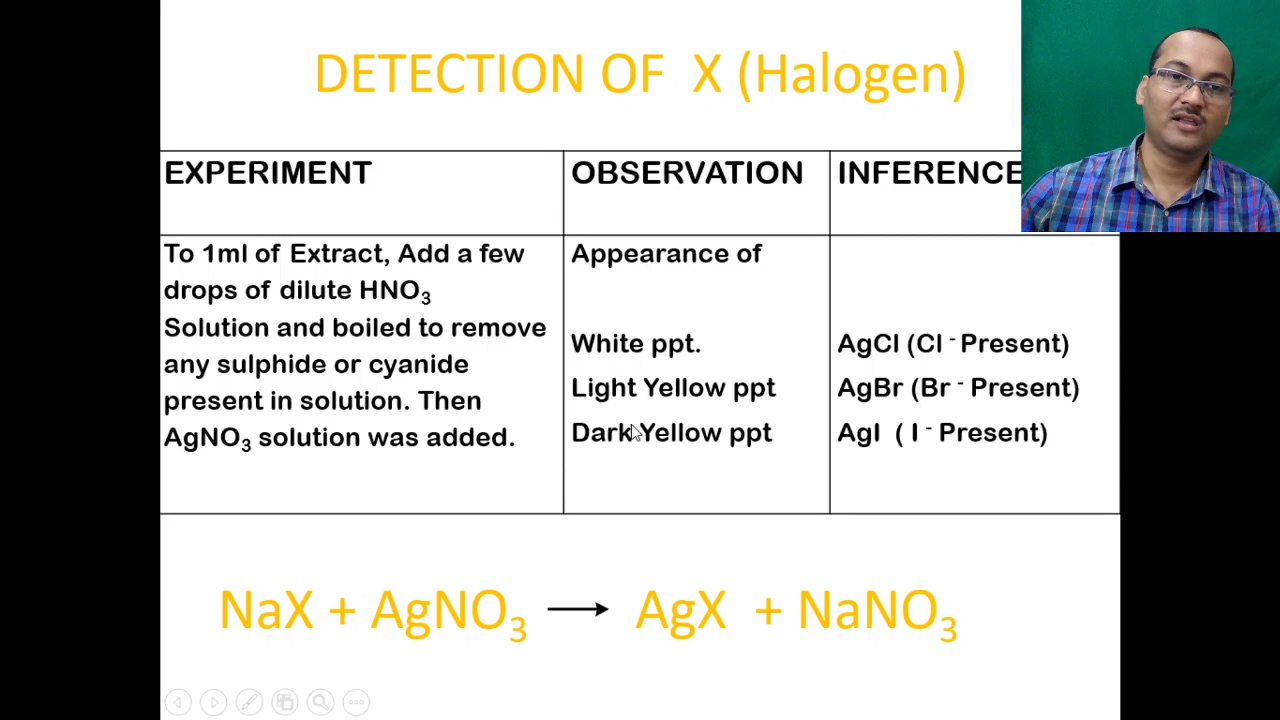 DETECTION OF X (Halogen)
EXPERIMENT
OBSERVATION
INFERENCE
To 1ml of Extract, Add a few
drops of dilute HNO₃
Solution and boiled to remove
any sulphide or cyanide
present in solution. Then
AgNO₃ solution was added.
Appearance of
White ppt.
Light Yellow ppt
Dark Yellow ppt
AgCl (Cl ⁻ Present)
AgBr (Br ⁻ Present)
AgI ( I ⁻ Present)
NaX + AgNO₃ → AgX + NaNO₃